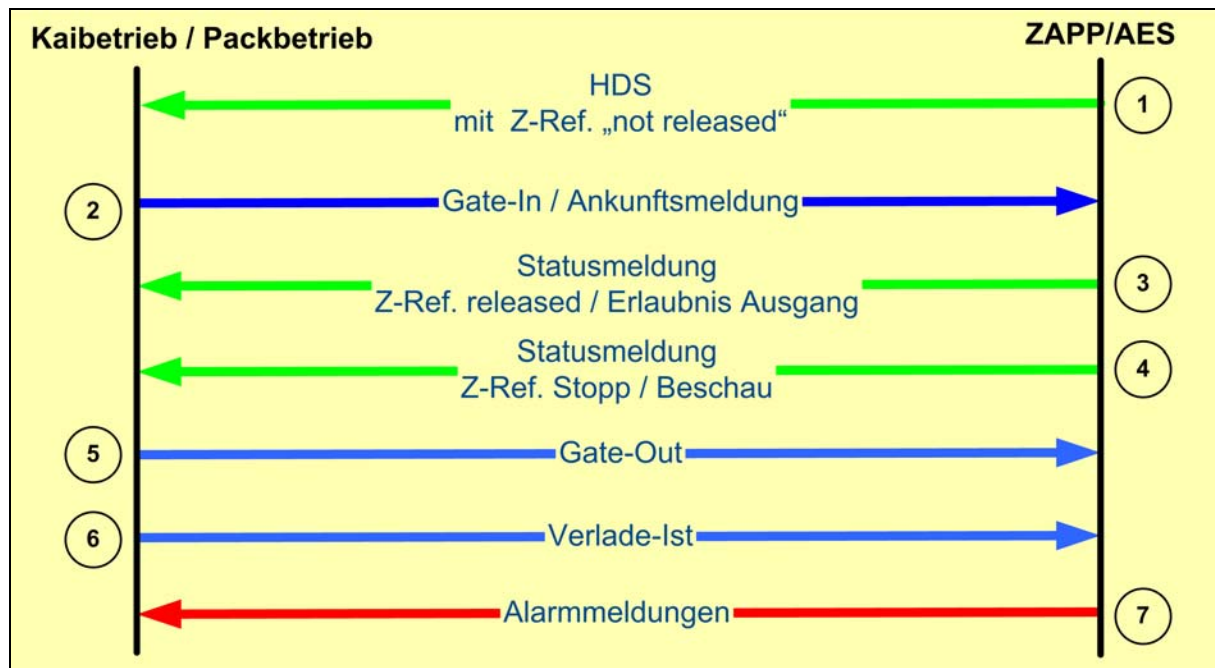 Kaibetrieb / Packbetrieb
ZAPP/AES
HDS
mit Z-Ref. „not released“
1
2
Gate-In / Ankunftsmeldung
Statusmeldung
Z-Ref. released / Erlaubnis Ausgang
3
Statusmeldung
Z-Ref. Stopp / Beschau
4
5
Gate-Out
6
Verlade-Ist
Alarmmeldungen
7